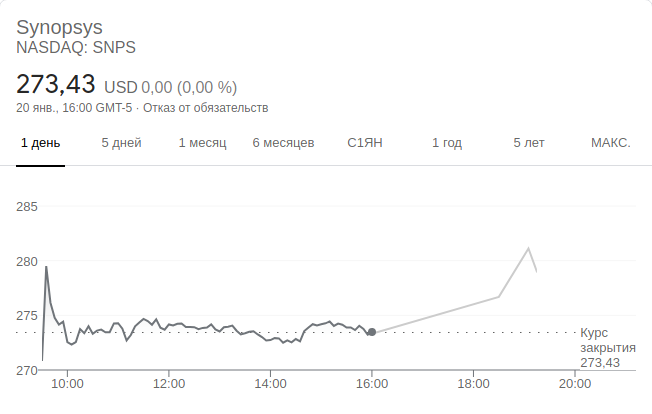 Synopsys
NASDAQ: SNPS
273,43 USD 0,00 (0,00 %)
20 янв., 16:00 GMT-5 · Отказ от обязательств
1 день 5 дней 1 месяц 6 месяцев С1ЯН 1 год 5 лет МАКС.
285
280
275
270
Курс
закрытия
273,43
10:00 12:00 14:00 16:00 18:00 20:00